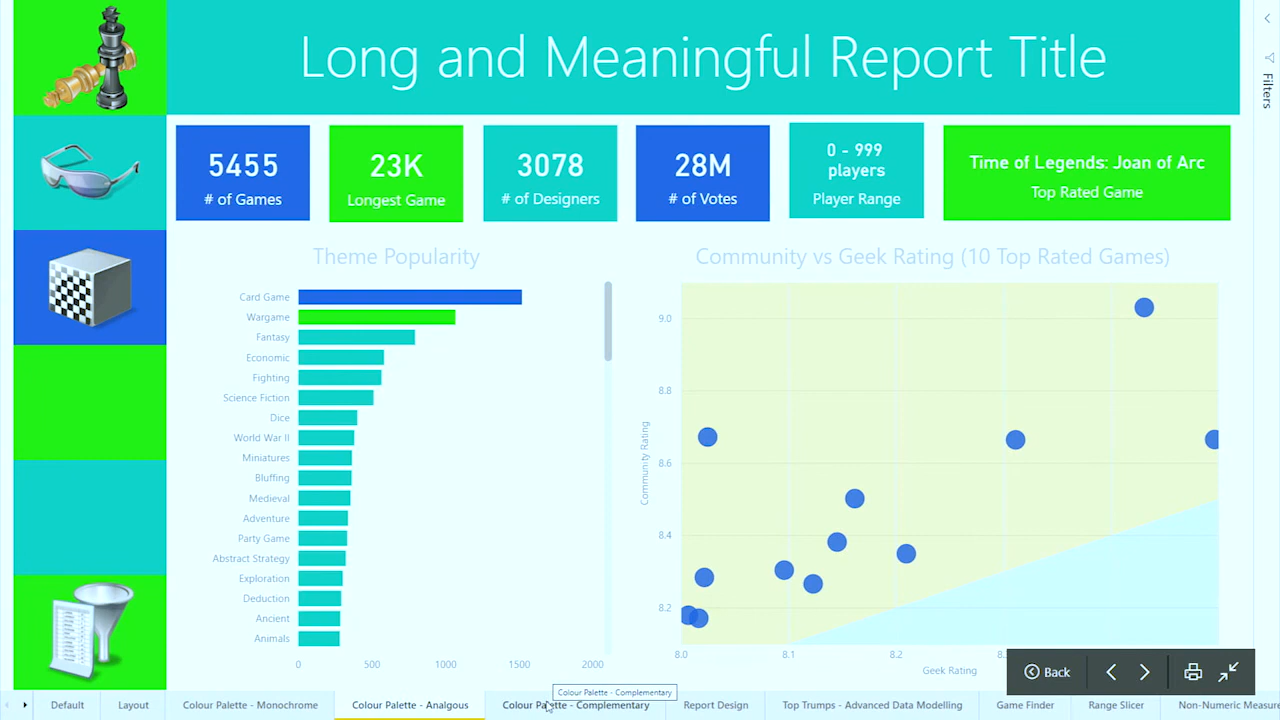 Long and Meaningful Report Title
Filters
5455
# of Games
23K
Longest Game
3078
# of Designers
28M
# of Votes
0 - 999
players
Player Range
Time of Legends: Joan of Arc
Top Rated Game
Theme Popularity
Card Game
Wargame
Fantasy
Economic
Fighting
Science Fiction
Dice
World War II
Miniatures
Bluffing
Medieval
Adventure
Party Game
Abstract Strategy
Exploration
Deduction
Ancient
Animals
0 500 1000 1500 2000
Community vs Geek Rating (10 Top Rated Games)
Community Rating
9.0
8.8
8.6
8.4
8.2
8.0 8.1 8.2
Geek Rating
Back
Colour Palette - Complementary
Default Layout Colour Palette - Monochrome Colour Palette - Analgous Colour Palette - Complementary Report Design Top Trumps - Advanced Data Modelling Game Finder Range Slicer Non-Numeric Measure